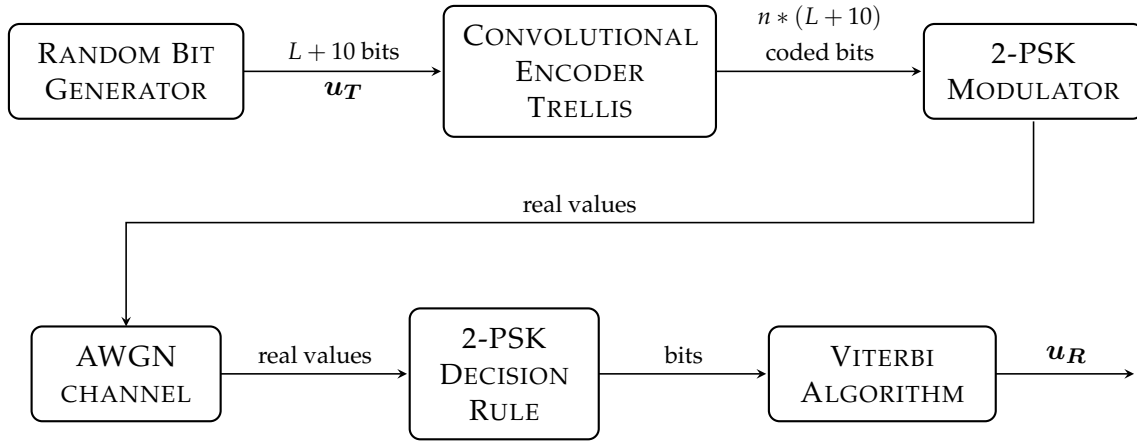 RANDOM BIT
GENERATOR
L + 10 bits
u_T
CONVOLUTIONAL
ENCODER
TRELLIS
n ∗ (L + 10)
coded bits
2-PSK
MODULATOR
real values
AWGN
CHANNEL
real values
2-PSK
DECISION
RULE
bits
VITERBI
ALGORITHM
u_R